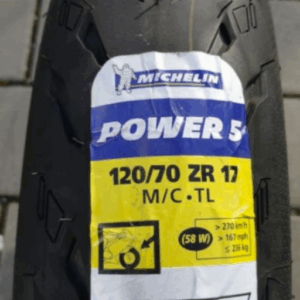 MICHELIN
POWER 5
120/70 ZR 17
M/C • TL
(58 W)
> 270 km/h
> 167 mph
≤ 236 kg